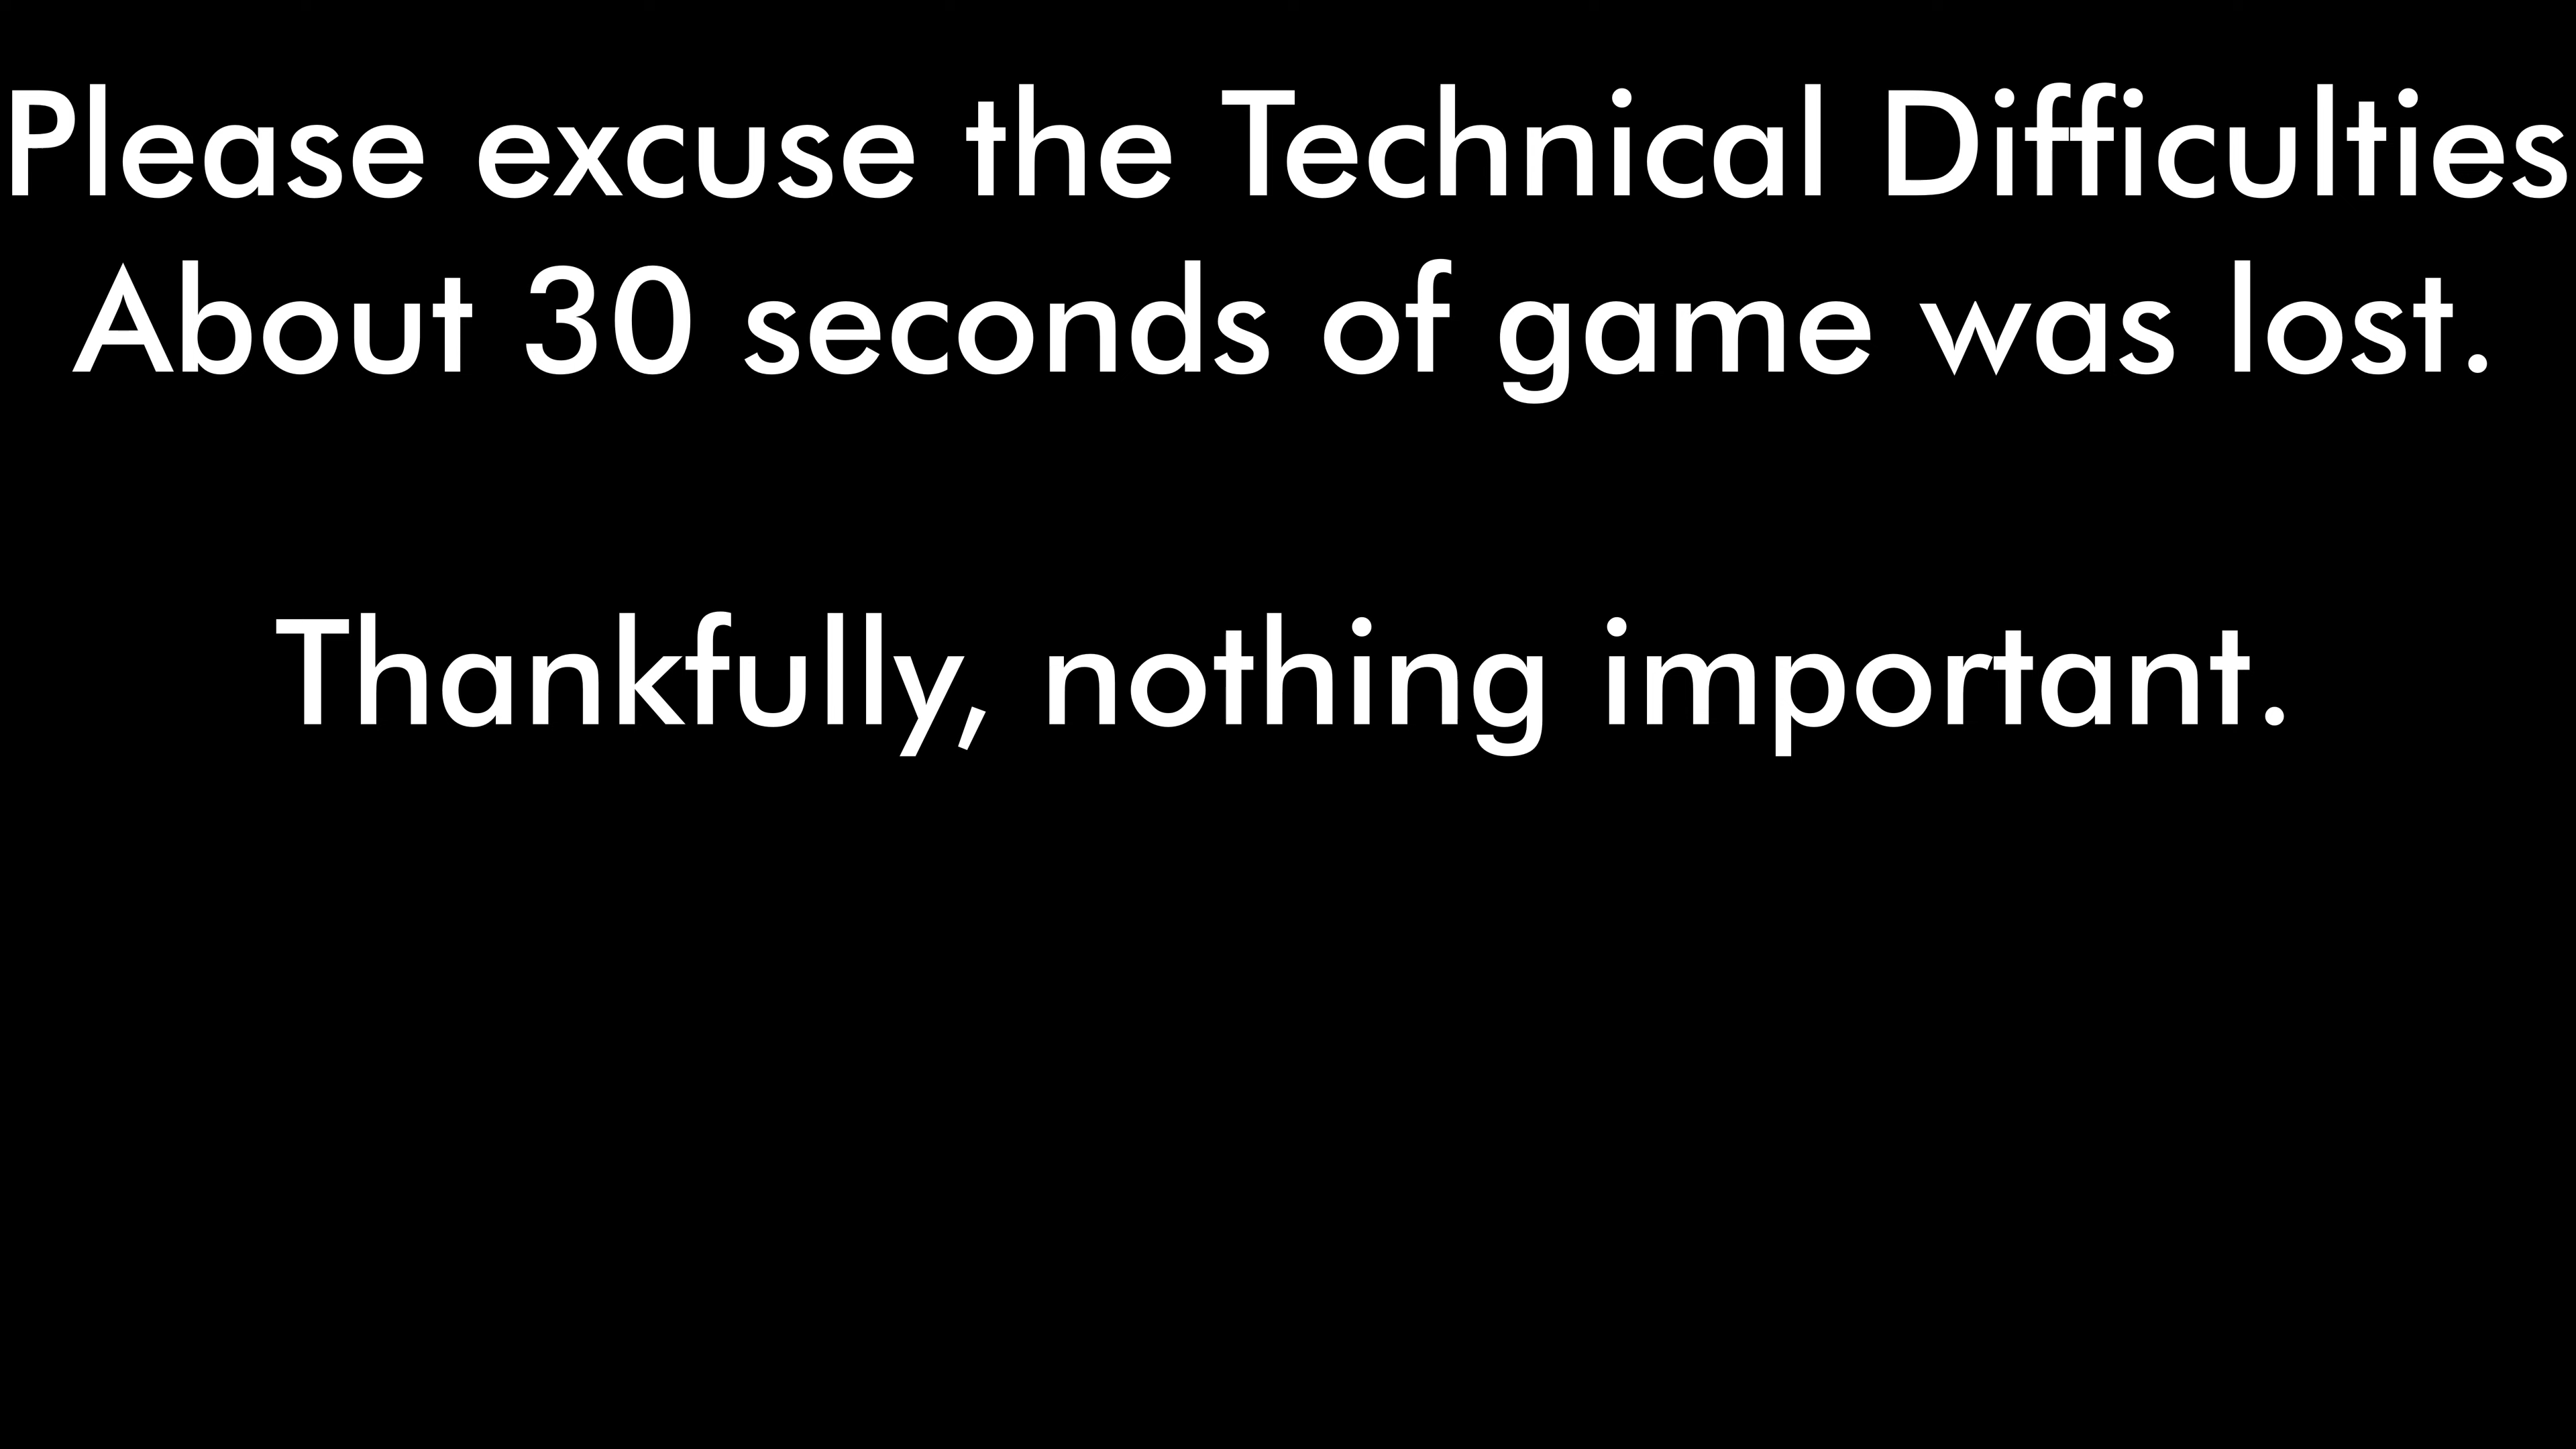 Please excuse the Technical Difficulties
About 30 seconds of game was lost.
Thankfully, nothing important.